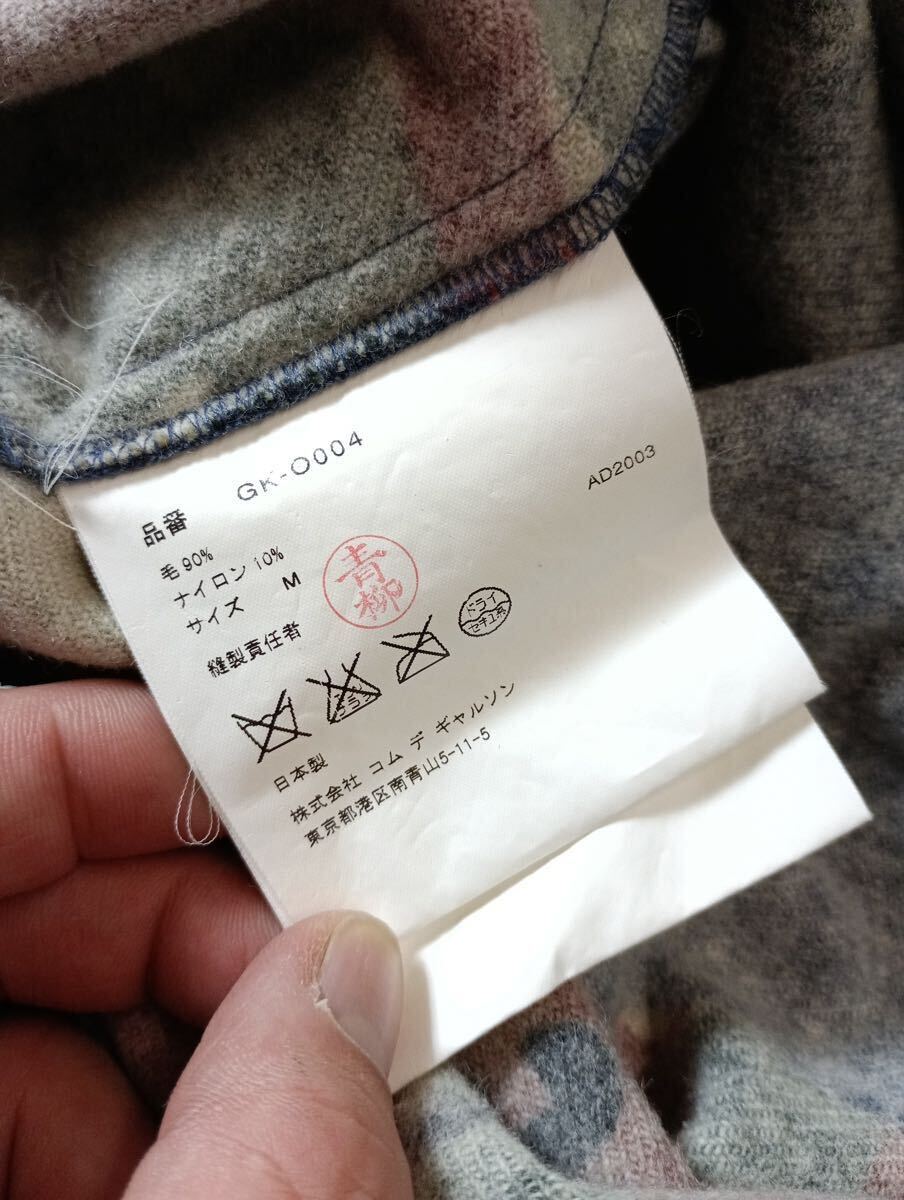 品番 GK-O004
AD2003
毛 90%
ナイロン 10%
サイズ M
縫製責任者
青柳
ドライ
セキユ系
日本製
株式会社 コム デ ギャルソン
東京都港区南青山5-11-5